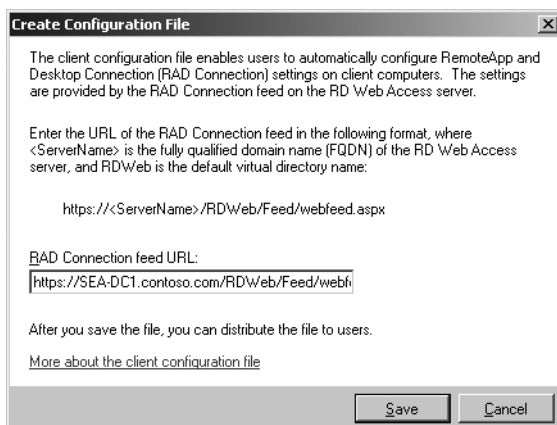 Create Configuration File
The client configuration file enables users to automatically configure RemoteApp and
Desktop Connection (RAD Connection) settings on client computers. The settings
are provided by the RAD Connection feed on the RD Web Access server.
Enter the URL of the RAD Connection feed in the following format, where
<ServerName> is the fully qualified domain name (FQDN) of the RD Web Access
server, and RDWeb is the default virtual directory name:
https://<ServerName>/RDWeb/Feed/webfeed.aspx
RAD Connection feed URL:
https://SEA-DC1.contoso.com/RDWeb/Feed/webf
After you save the file, you can distribute the file to users.
More about the client configuration file
Save Cancel